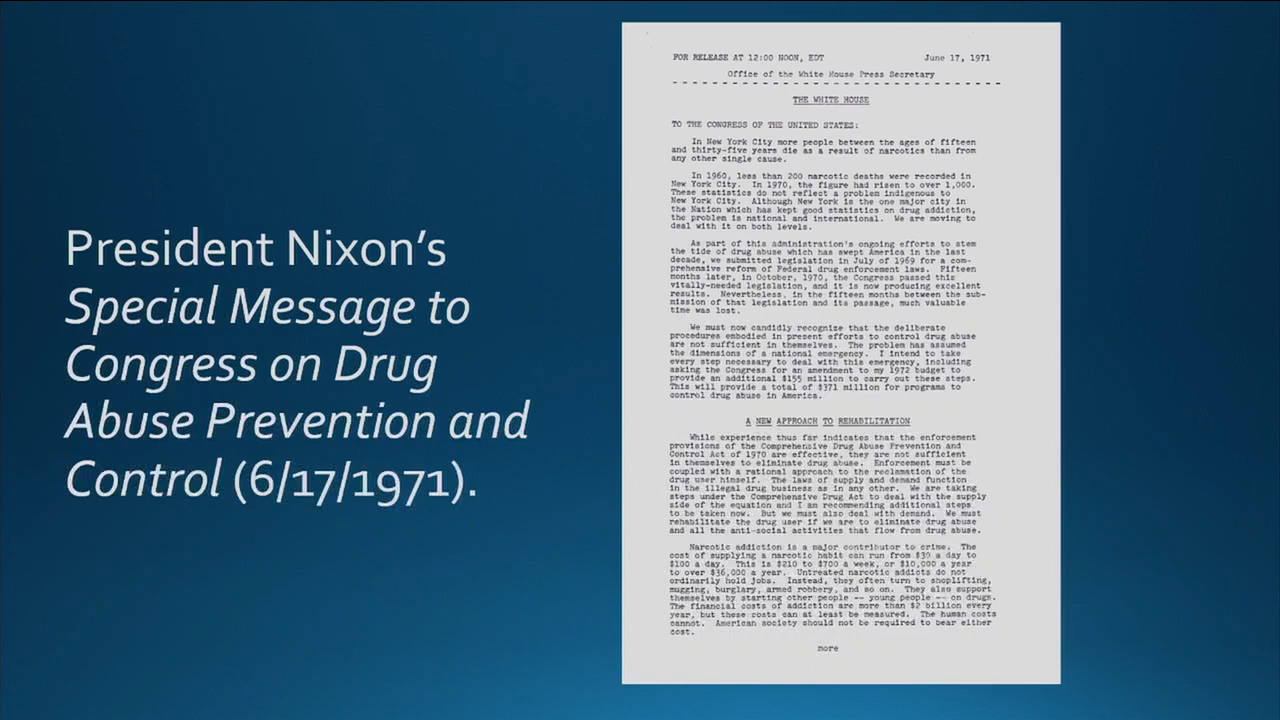 President Nixon's
Special Message to
Congress on Drug
Abuse Prevention and
Control (6/17/1971).
FOR RELEASE AT 12:00 NOON, EDT June 17, 1971
Office of the White House Press Secretary
THE WHITE HOUSE
TO THE CONGRESS OF THE UNITED STATES:
In New York City more people between the ages of fifteen
and thirty-five years die as a result of narcotics than from
any other single cause.
In 1960, less than 200 narcotic deaths were recorded in
New York City. In 1970, the figure had risen to over 1,000.
These statistics do not reflect a problem indigenous to
New York City. Although New York is the one major city in
the Nation which has kept good statistics on drug addiction,
the problem is national and international. We are moving to
deal with it on both levels.
As part of this administration's ongoing efforts to stem
the tide of drug abuse which has swept America in the last
decade, we submitted legislation in July of 1969 for a com-
prehensive reform of Federal drug enforcement laws. Fifteen
months later, in October, 1970, the Congress passed this
vitally-needed legislation, and it is now producing excellent
results. Nevertheless, in the fifteen months between the sub-
mission of that legislation and its passage, much valuable
time was lost.
We must now candidly recognize that the deliberate
procedures embodied in present efforts to control drug abuse
are not sufficient in themselves. The problem has assumed
the dimensions of a national emergency. I intend to take
every step necessary to deal with this emergency, including
asking the Congress for an amendment to my 1972 budget to
provide an additional $155 million to carry out these steps.
This will provide a total of $371 million for programs to
control drug abuse in America.
A NEW APPROACH TO REHABILITATION
While experience thus far indicates that the enforcement
provisions of the Comprehensive Drug Abuse Prevention and
Control Act of 1970 are effective, they are not sufficient
in themselves to eliminate drug abuse. Enforcement must be
coupled with a rational approach to the reclamation of the
drug user himself. The laws of supply and demand function
in the illegal drug business as in any other. We are taking
steps under the Comprehensive Drug Act to deal with the supply
side of the equation and I am recommending additional steps
to be taken now. But we must also deal with demand. We must
rehabilitate the drug user if we are to eliminate drug abuse
and all the anti-social activities that flow from drug abuse.
Narcotic addiction is a major contributor to crime. The
cost of supplying a narcotic habit can run from $30 a day to
$100 a day. This is $210 to $700 a week, or $10,000 a year
to over $36,000 a year. Untreated narcotic addicts do not
ordinarily hold jobs. Instead, they often turn to shoplifting,
mugging, burglary, armed robbery, and so on. They also support
themselves by starting other people -- young people -- on drugs.
The financial costs of addiction are more than $2 billion every
year, but these costs can at least be measured. The human costs
cannot. American society should not be required to bear either
cost.
more